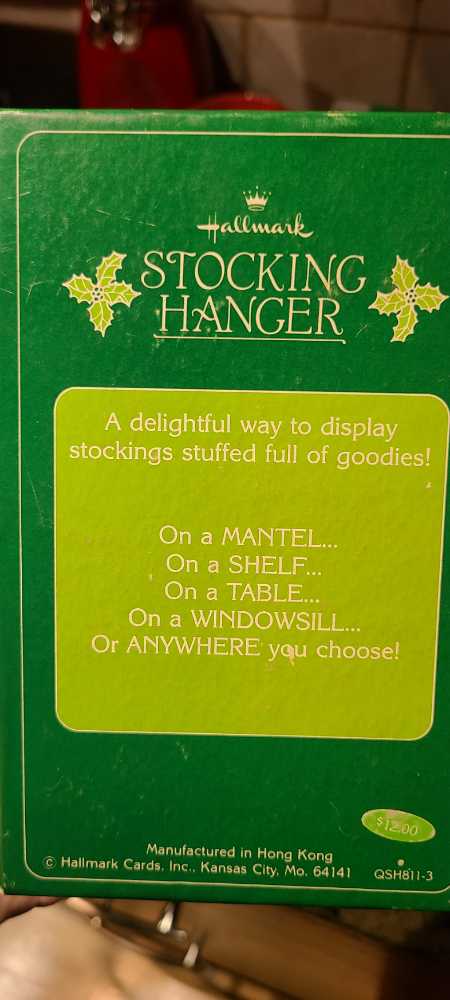 Hallmark
STOCKING
HANGER
A delightful way to display
stockings stuffed full of goodies!
On a MANTEL...
On a SHELF...
On a TABLE...
On a WINDOWSILL...
Or ANYWHERE you choose!
$12.00
Manufactured in Hong Kong
© Hallmark Cards, Inc., Kansas City, Mo. 64141 QSH811-3